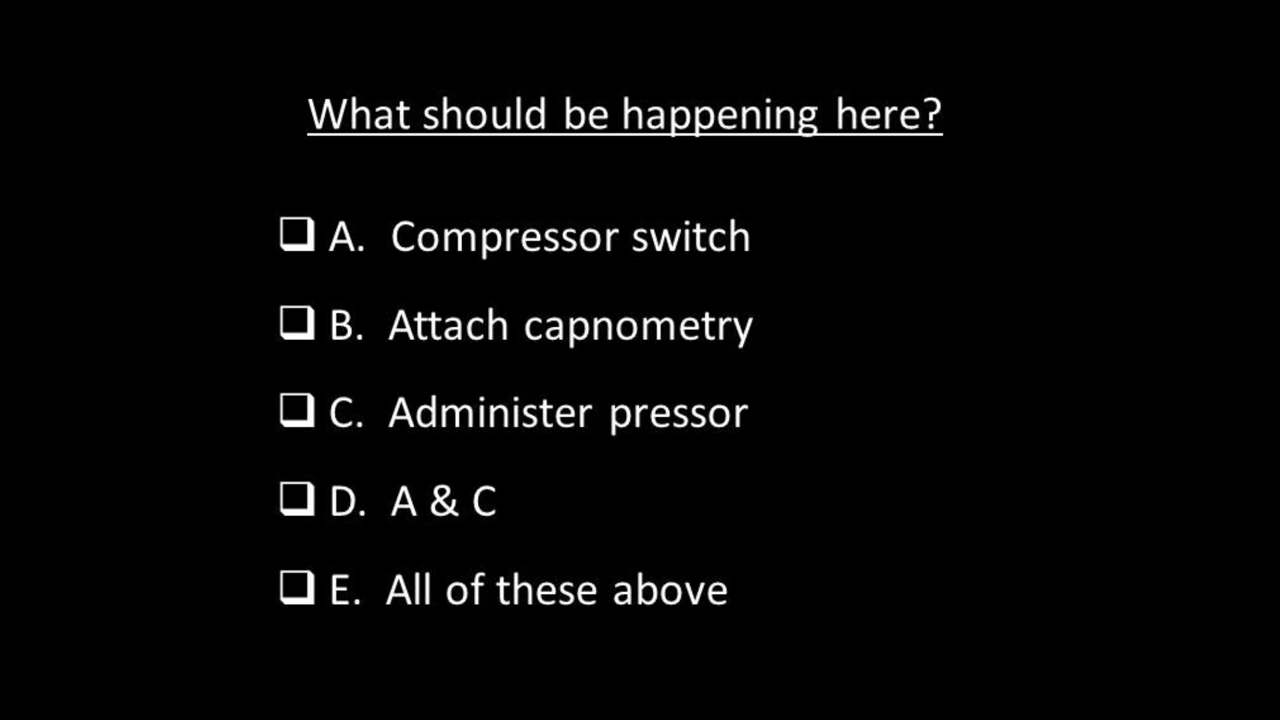 What should be happening here?
A. Compressor switch
B. Attach capnometry
C. Administer pressor
D. A & C
E. All of these above